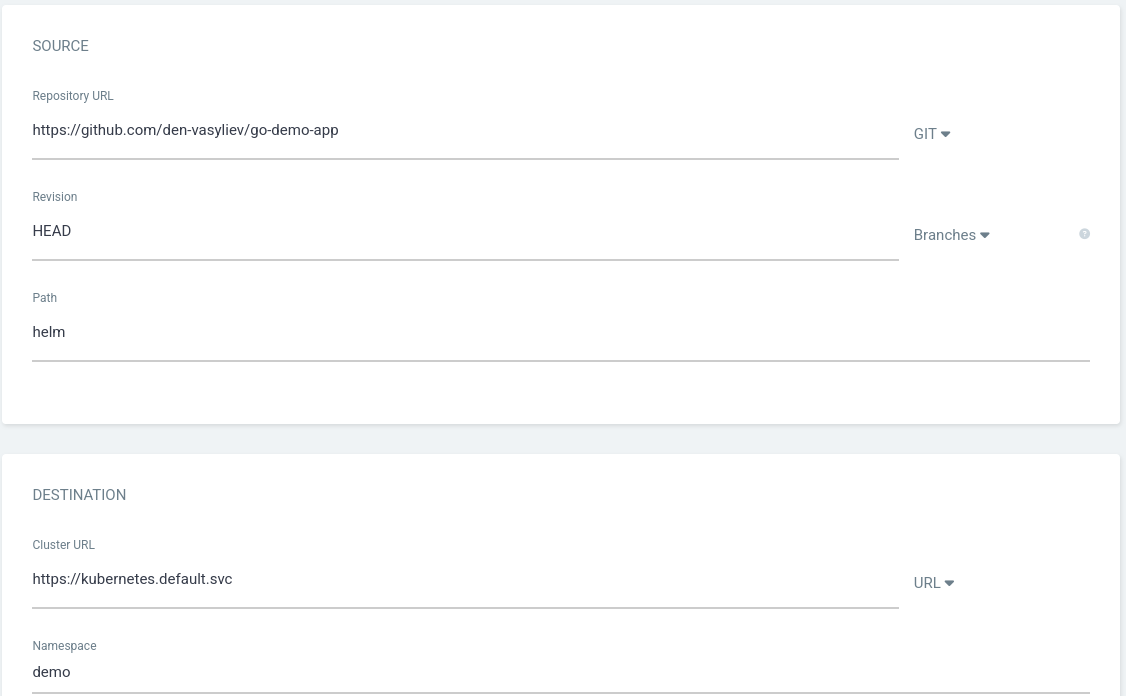 SOURCE
Repository URL
https://github.com/den-vasyliev/go-demo-app
GIT
Revision
HEAD
Branches
?
Path
helm
DESTINATION
Cluster URL
https://kubernetes.default.svc
URL
Namespace
demo